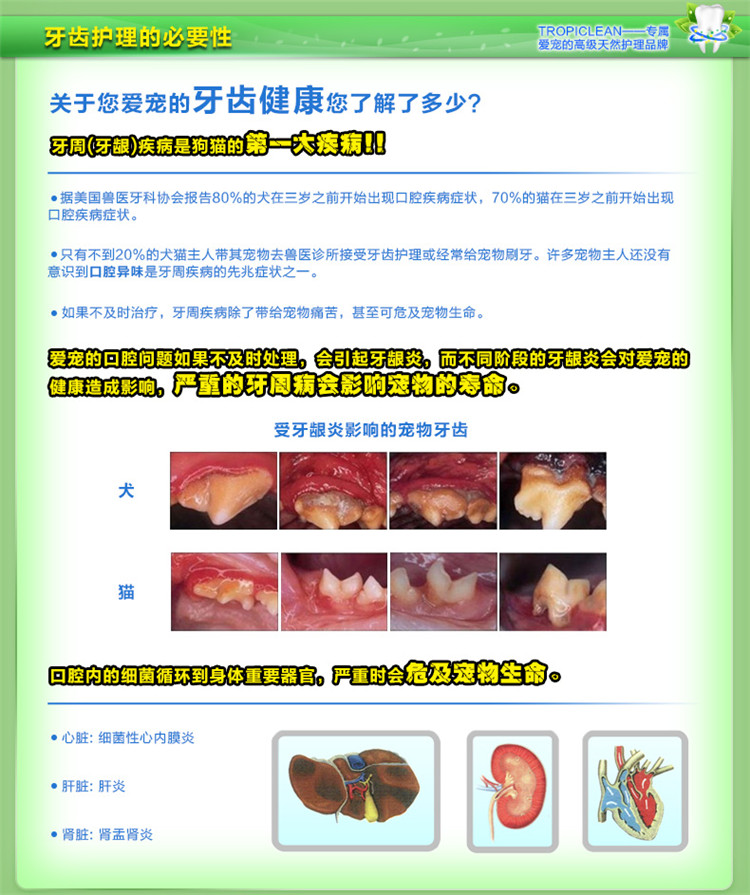 牙齿护理的必要性
TROPICLEAN——专属
爱宠的高级天然护理品牌
关于您爱宠的牙齿健康您了解了多少?
牙周(牙龈)疾病是狗猫的第一大疾病!!
●据美国兽医牙科协会报告80%的犬在三岁之前开始出现口腔疾病症状，70%的猫在三岁之前开始出现
口腔疾病症状。
●只有不到20%的犬猫主人带其宠物去兽医诊所接受牙齿护理或经常给宠物刷牙。许多宠物主人还没有
意识到口腔异味是牙周疾病的先兆症状之一。
● 如果不及时治疗，牙周疾病除了带给宠物痛苦，甚至可危及宠物生命。
爱宠的口腔问题如果不及时处理，会引起牙龈炎，而不同阶段的牙龈炎会对爱宠的
健康造成影响，严重的牙周病会影响宠物的寿命。
受牙龈炎影响的宠物牙齿
犬
猫
口腔内的细菌循环到身体重要器官，严重时会危及宠物生命。
● 心脏: 细菌性心内膜炎
● 肝脏: 肝炎
● 肾脏: 肾盂肾炎